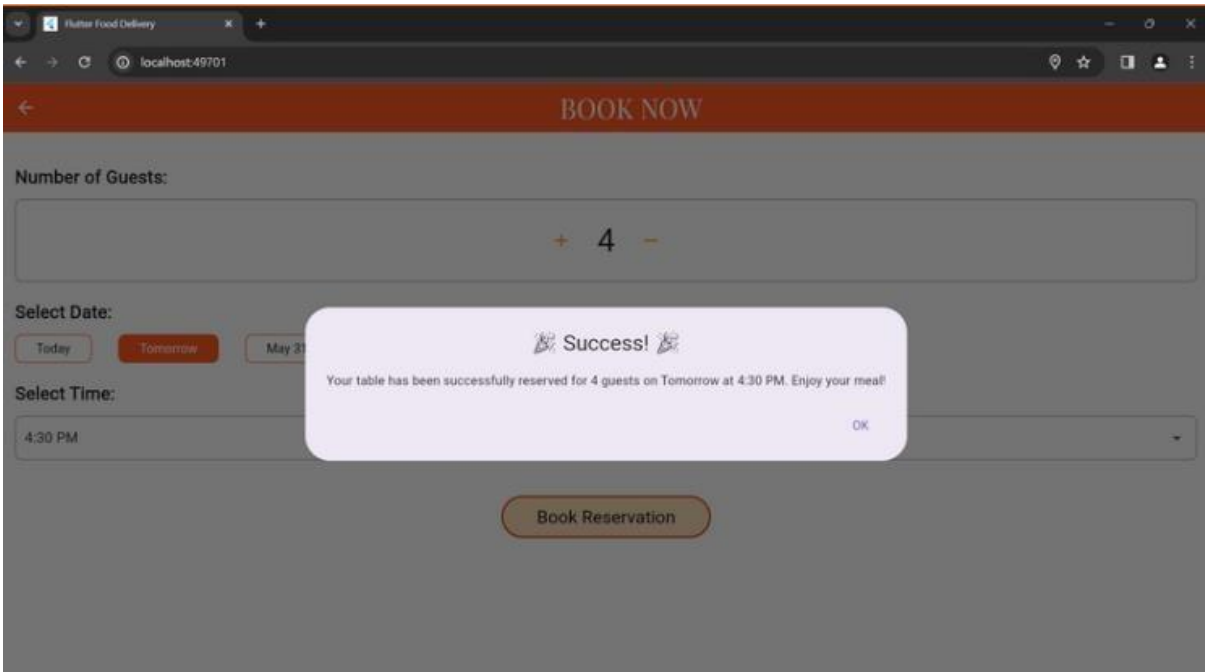 Flutter Food Delivery
localhost:49701
BOOK NOW
Number of Guests:
+ 4 −
Select Date:
Today Tomorrow May 31
🎉 Success! 🎉
Your table has been successfully reserved for 4 guests on Tomorrow at 4:30 PM. Enjoy your meal!
Select Time:
4:30 PM
OK
Book Reservation